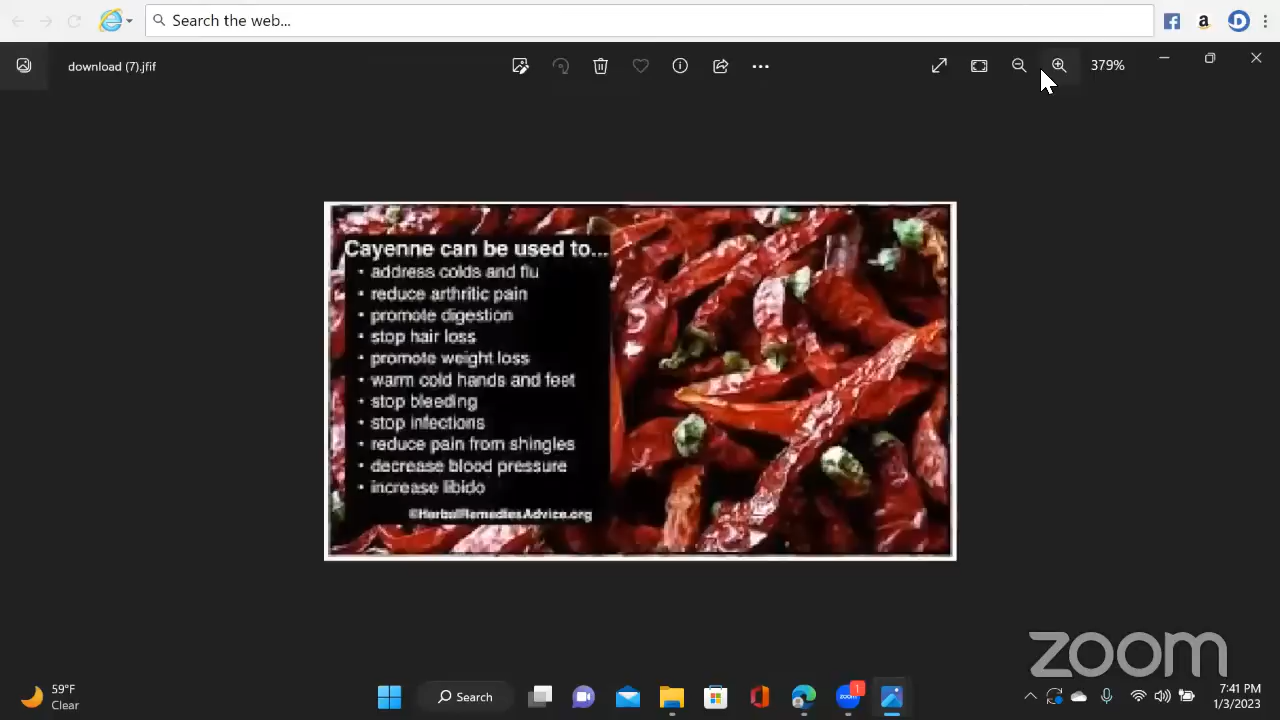 Search the web...
download (7).jfif
379%
Cayenne can be used to...
• address colds and flu
• reduce arthritic pain
• promote digestion
• stop hair loss
• promote weight loss
• warm cold hands and feet
• stop bleeding
• stop infections
• reduce pain from shingles
• decrease blood pressure
• increase libido
©HerbalRemediesAdvice.org
zoom
59°F
Clear
Search
zoom
1
7:41 PM
1/3/2023